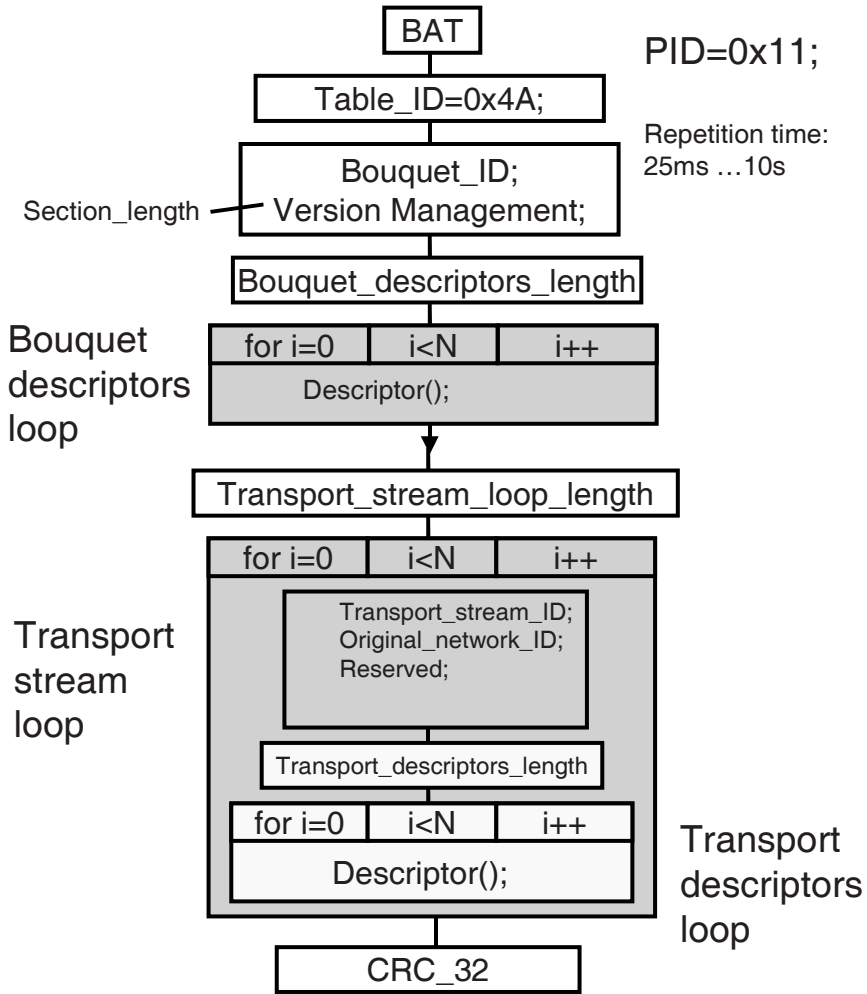 BAT
PID=0x11;
Table_ID=0x4A;
Repetition time:
25ms ...10s
Bouquet_ID;
Version Management;
Section_length
Bouquet_descriptors_length
Bouquet
descriptors
loop
for i=0 i<N i++
Descriptor();
Transport_stream_loop_length
for i=0 i<N i++
Transport
stream
loop
Transport_stream_ID;
Original_network_ID;
Reserved;
Transport_descriptors_length
for i=0 i<N i++
Descriptor();
Transport
descriptors
loop
CRC_32